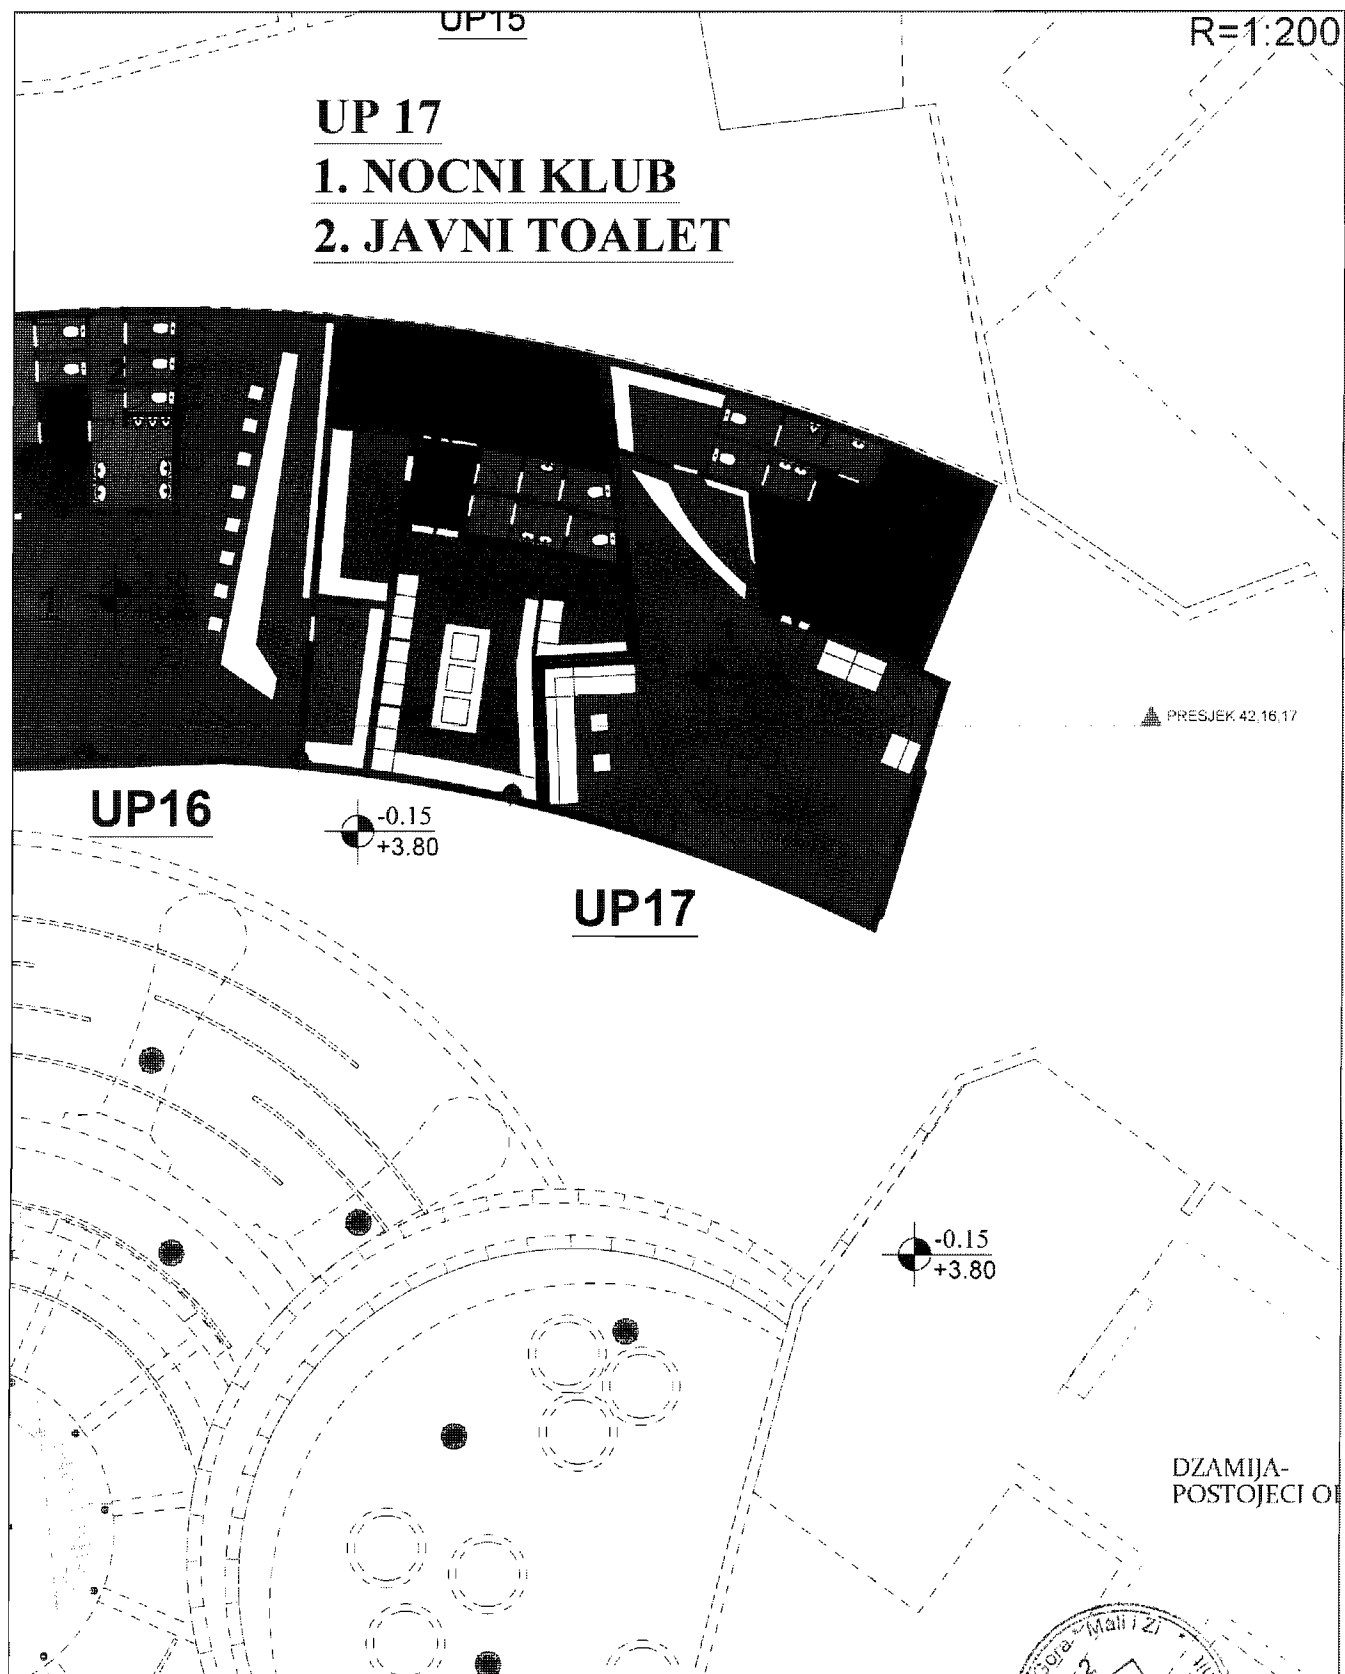 UP15
R=1:200
UP 17
1. NOCNI KLUB
2. JAVNI TOALET
PRESJEK 42,16,17
UP16
-0.15
+3.80
UP17
-0.15
+3.80
DZAMIJA-
POSTOJECI
Mali i